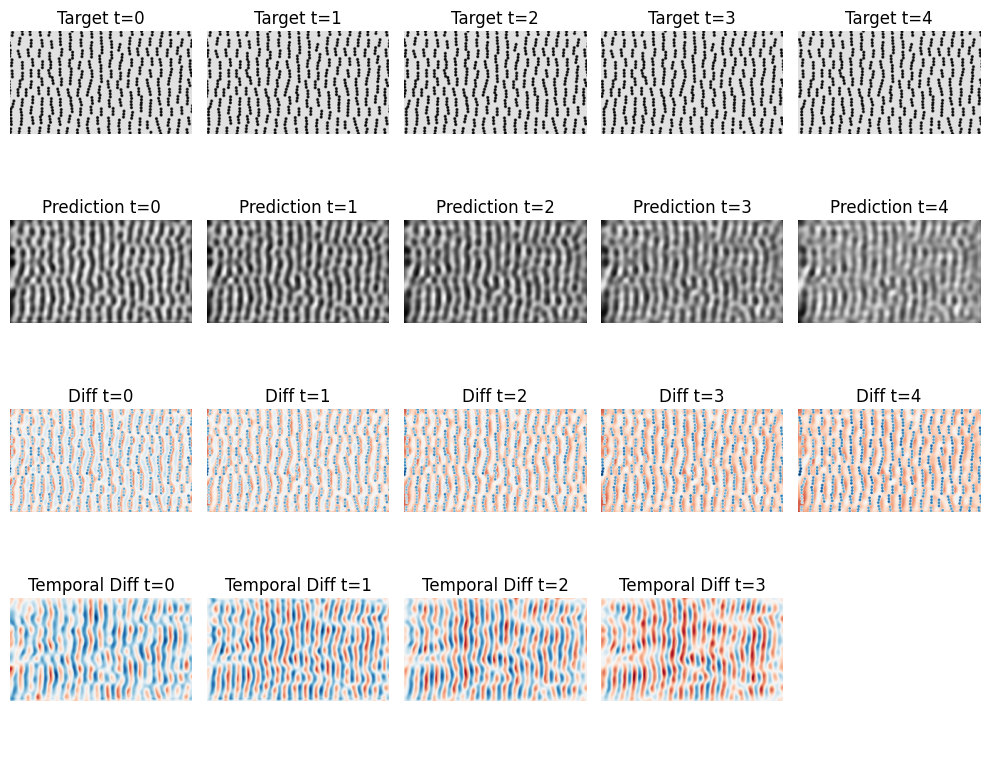 Target t=0 Target t=1 Target t=2 Target t=3 Target t=4
Prediction t=0 Prediction t=1 Prediction t=2 Prediction t=3 Prediction t=4
Diff t=0 Diff t=1 Diff t=2 Diff t=3 Diff t=4
Temporal Diff t=0 Temporal Diff t=1 Temporal Diff t=2 Temporal Diff t=3